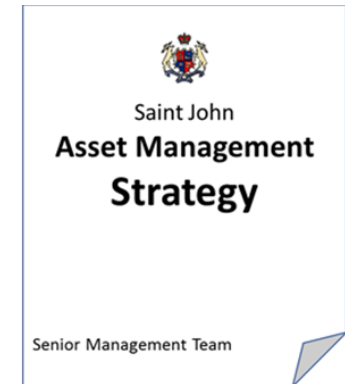 Saint John
Asset Management
Strategy
Senior Management Team